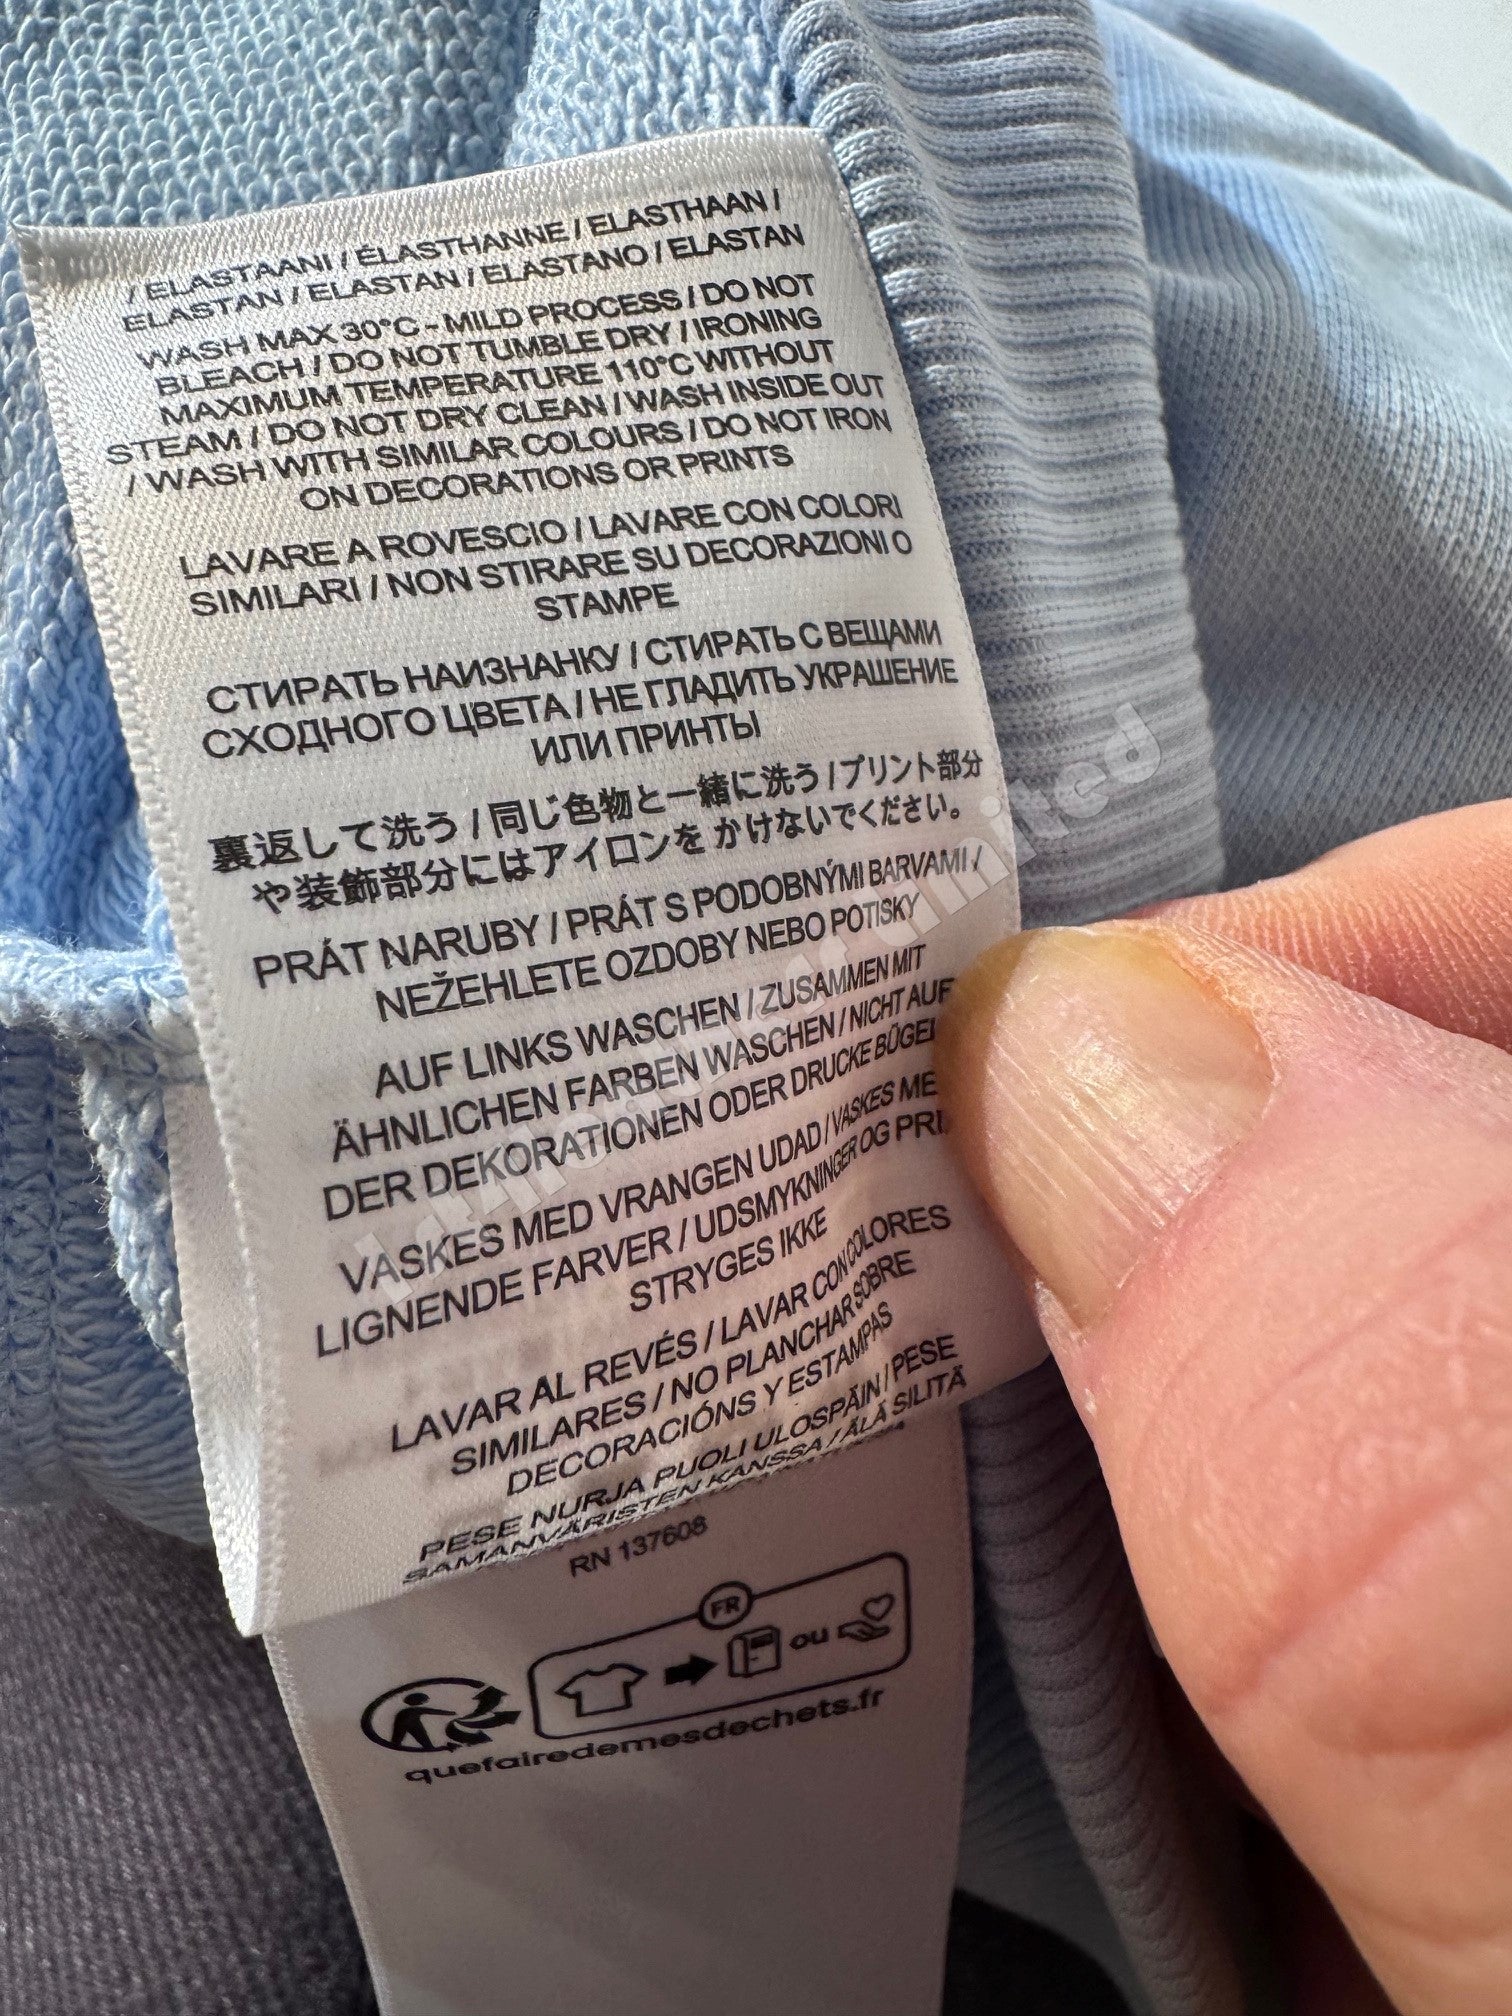 / ELASTAANI / ÉLASTHANNE / ELASTHAAN /
ELASTAN / ELASTAN / ELASTANO / ELASTAN
WASH MAX 30°C - MILD PROCESS / DO NOT
BLEACH / DO NOT TUMBLE DRY / IRONING
MAXIMUM TEMPERATURE 110°C WITHOUT
STEAM / DO NOT DRY CLEAN / WASH INSIDE OUT
/ WASH WITH SIMILAR COLOURS / DO NOT IRON
ON DECORATIONS OR PRINTS
LAVARE A ROVESCIO / LAVARE CON COLORI
SIMILARI / NON STIRARE SU DECORAZIONI O
STAMPE
СТИРАТЬ НАИЗНАНКУ / СТИРАТЬ С ВЕЩАМИ
СХОДНОГО ЦВЕТА / НЕ ГЛАДИТЬ УКРАШЕНИЕ
ИЛИ ПРИНТЫ
裏返して洗う / 同じ色物と一緒に洗う / プリント部分
や装飾部分にはアイロンを かけないでください。
PRÁT NARUBY / PRÁT S PODOBNÝMI BARVAMI /
NEŽEHLETE OZDOBY NEBO POTISKY
AUF LINKS WASCHEN / ZUSAMMEN MIT
ÄHNLICHEN FARBEN WASCHEN / NICHT AUF
DER DEKORATIONEN ODER DRUCKE BÜGEL
VASKES MED VRANGEN UDAD / VASKES ME
LIGNENDE FARVER / UDSMYKNINGER OG PRI
STRYGES IKKE
LAVAR AL REVÉS / LAVAR CON COLORES
SIMILARES / NO PLANCHAR SOBRE
DECORACIÓNS Y ESTAMPAS
PESE NURJA PUOLI ULOSPÄIN / PESE
SAMANVÄRISTEN KANSSA / ÄLÄ SILITÄ
RN 137608
FR
ou
quefairedemesdechets.fr